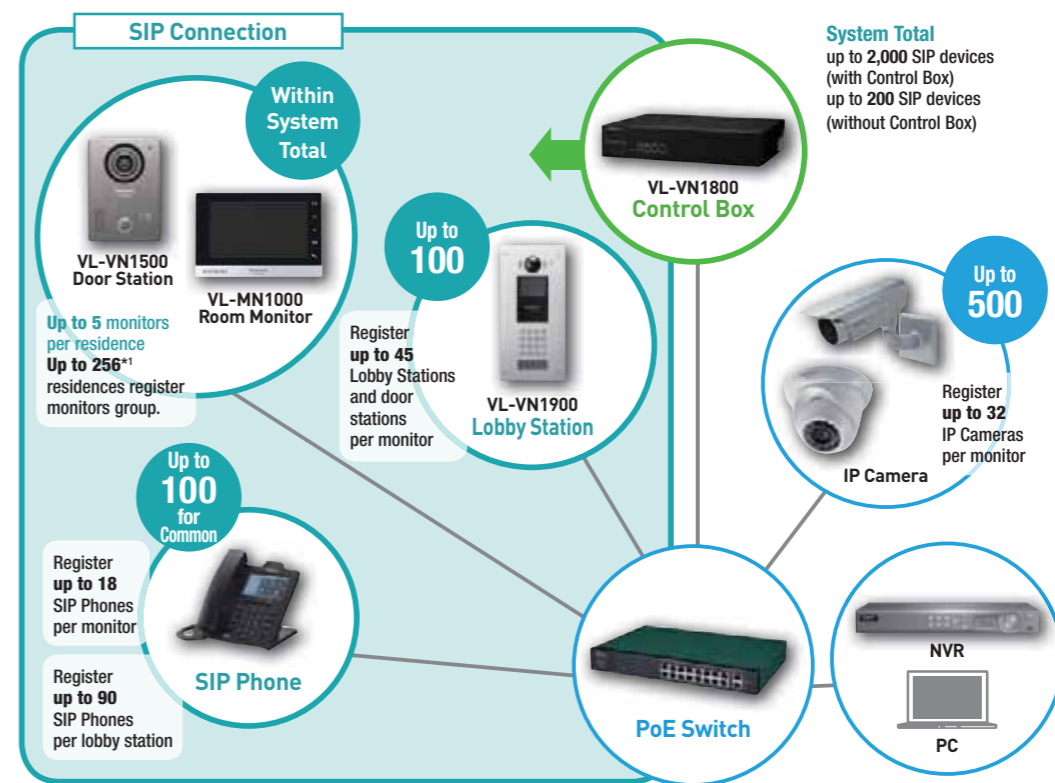 SIP Connection
System Total
up to 2,000 SIP devices
(with Control Box)
up to 200 SIP devices
(without Control Box)
Within
System
Total
VL-VN1500
Door Station
VL-MN1000
Room Monitor
Up to 5 monitors
per residence
Up to 256*1
residences register
monitors group.
VL-VN1800
Control Box
Up to
100
Register
up to 45
Lobby Stations
and door
stations
per monitor
VL-VN1900
Lobby Station
Up to
500
Register
up to 32
IP Cameras
per monitor
IP Camera
Up to
100
for
Common
Register
up to 18
SIP Phones
per monitor
Register
up to 90
SIP Phones
per lobby station
SIP Phone
PoE Switch
NVR
PC